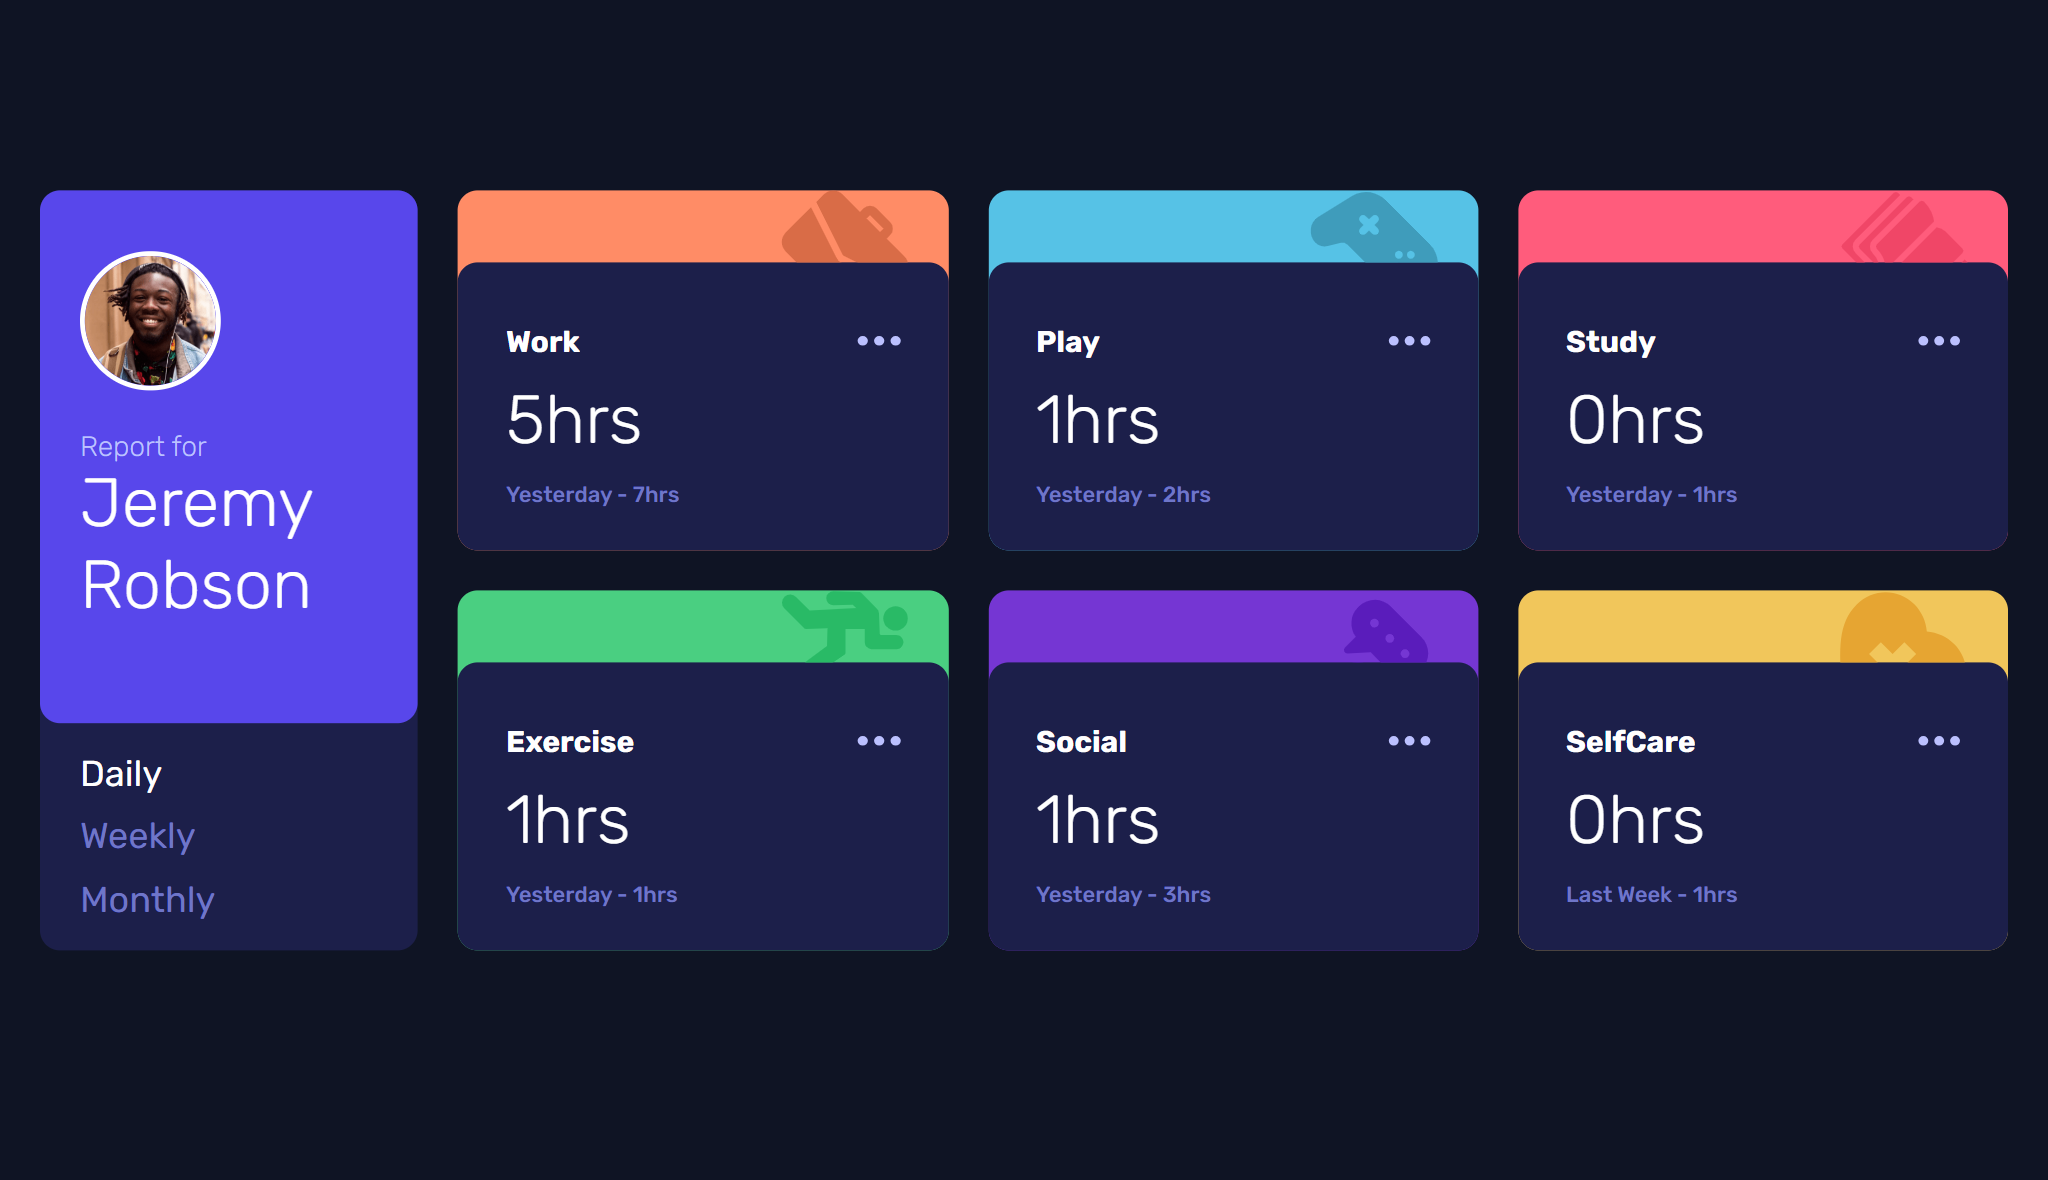 Report for
Jeremy
Robson
Daily
Weekly
Monthly
Work
5hrs
Yesterday - 7hrs
Play
1hrs
Yesterday - 2hrs
Study
0hrs
Yesterday - 1hrs
Exercise
1hrs
Yesterday - 1hrs
Social
1hrs
Yesterday - 3hrs
SelfCare
0hrs
Last Week - 1hrs